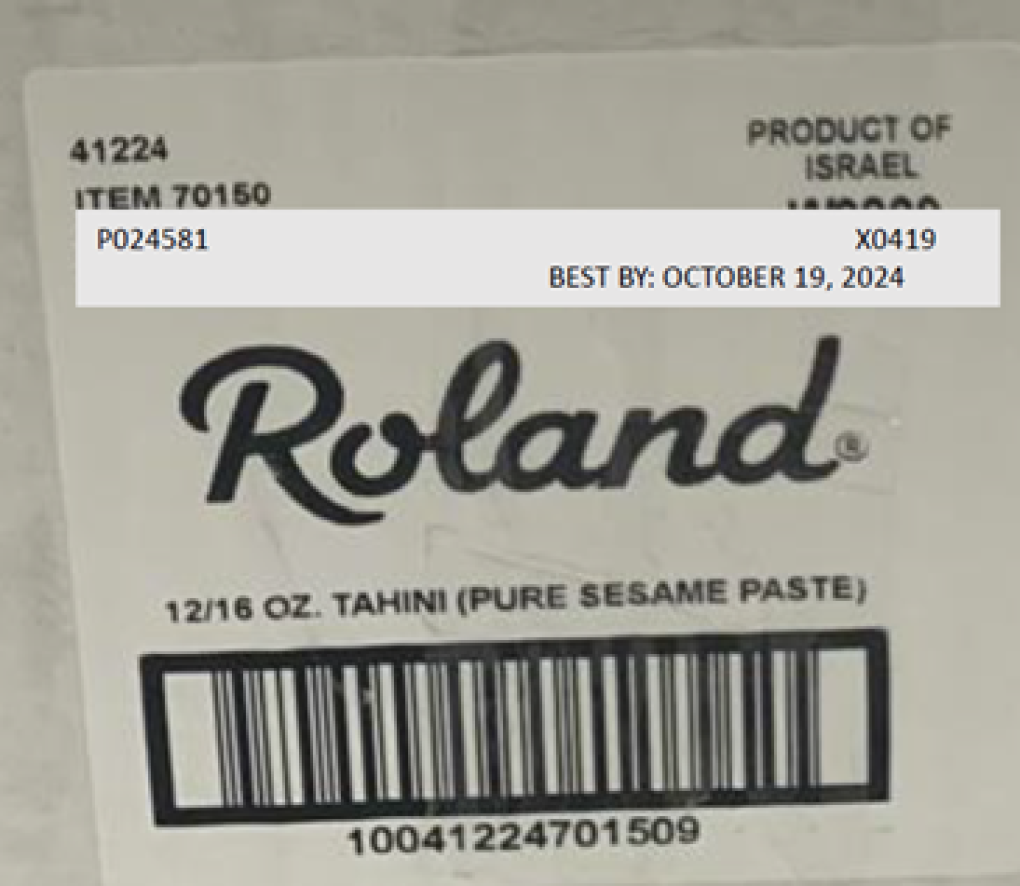 41224
PRODUCT OF
ISRAEL
ITEM 70150
P024581 X0419
BEST BY: OCTOBER 19, 2024
Roland®
12/16 OZ. TAHINI (PURE SESAME PASTE)
10041224701509